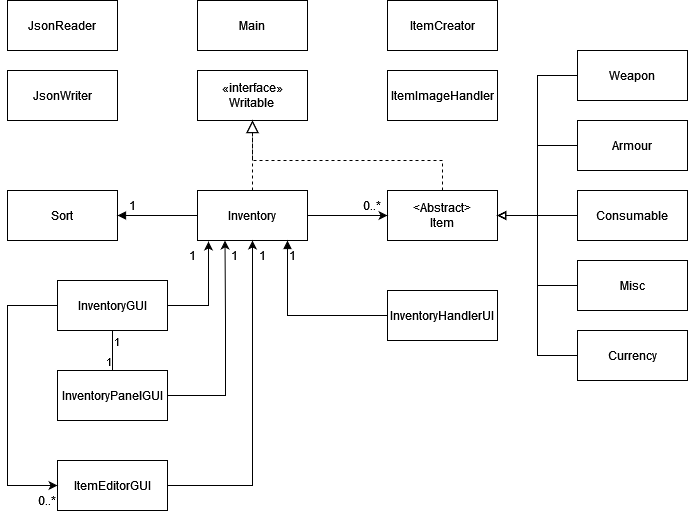 JsonReader
Main
ItemCreator
JsonWriter
«interface»
Writable
ItemImageHandler
Weapon
Armour
Sort
1
Inventory
0..*
<Abstract>
Item
Consumable
1
1
1
1
InventoryGUI
InventoryHandlerUI
Misc
1
1
InventoryPanelGUI
Currency
ItemEditorGUI
0..*